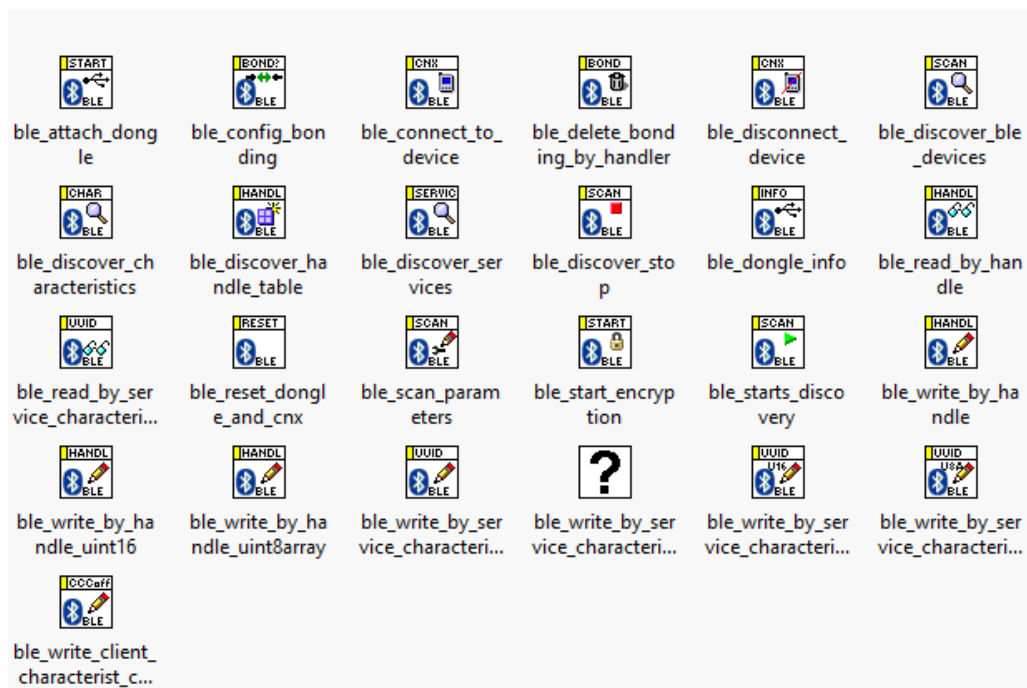 START BOND? CNX BOND CNX SCAN
BLE BLE BLE BLE BLE BLE
ble_attach_dong ble_config_bon ble_connect_to_ ble_delete_bond ble_disconnect_ ble_discover_ble
le ding device ing_by_handler device _devices
CHAR HANDL SERVIC SCAN INFO HANDL
BLE BLE BLE BLE BLE BLE
ble_discover_ch ble_discover_ha ble_discover_ser ble_discover_sto ble_dongle_info ble_read_by_han
aracteristics ndle_table vices p dle
UUID RESET SCAN START SCAN HANDL
BLE BLE BLE BLE BLE BLE
ble_read_by_ser ble_reset_dongl ble_scan_param ble_start_encryp ble_starts_disco ble_write_by_ha
vice_characteri... e_and_cnx eters tion very ndle
HANDL HANDL UUID ? UUID UUID
U16 U8A
BLE BLE BLE BLE BLE
ble_write_by_ha ble_write_by_ha ble_write_by_ser ble_write_by_ser ble_write_by_ser ble_write_by_ser
ndle_uint16 ndle_uint8array vice_characteri... vice_characteri... vice_characteri... vice_characteri...
CCCoff
BLE
ble_write_client_
characterist_c...